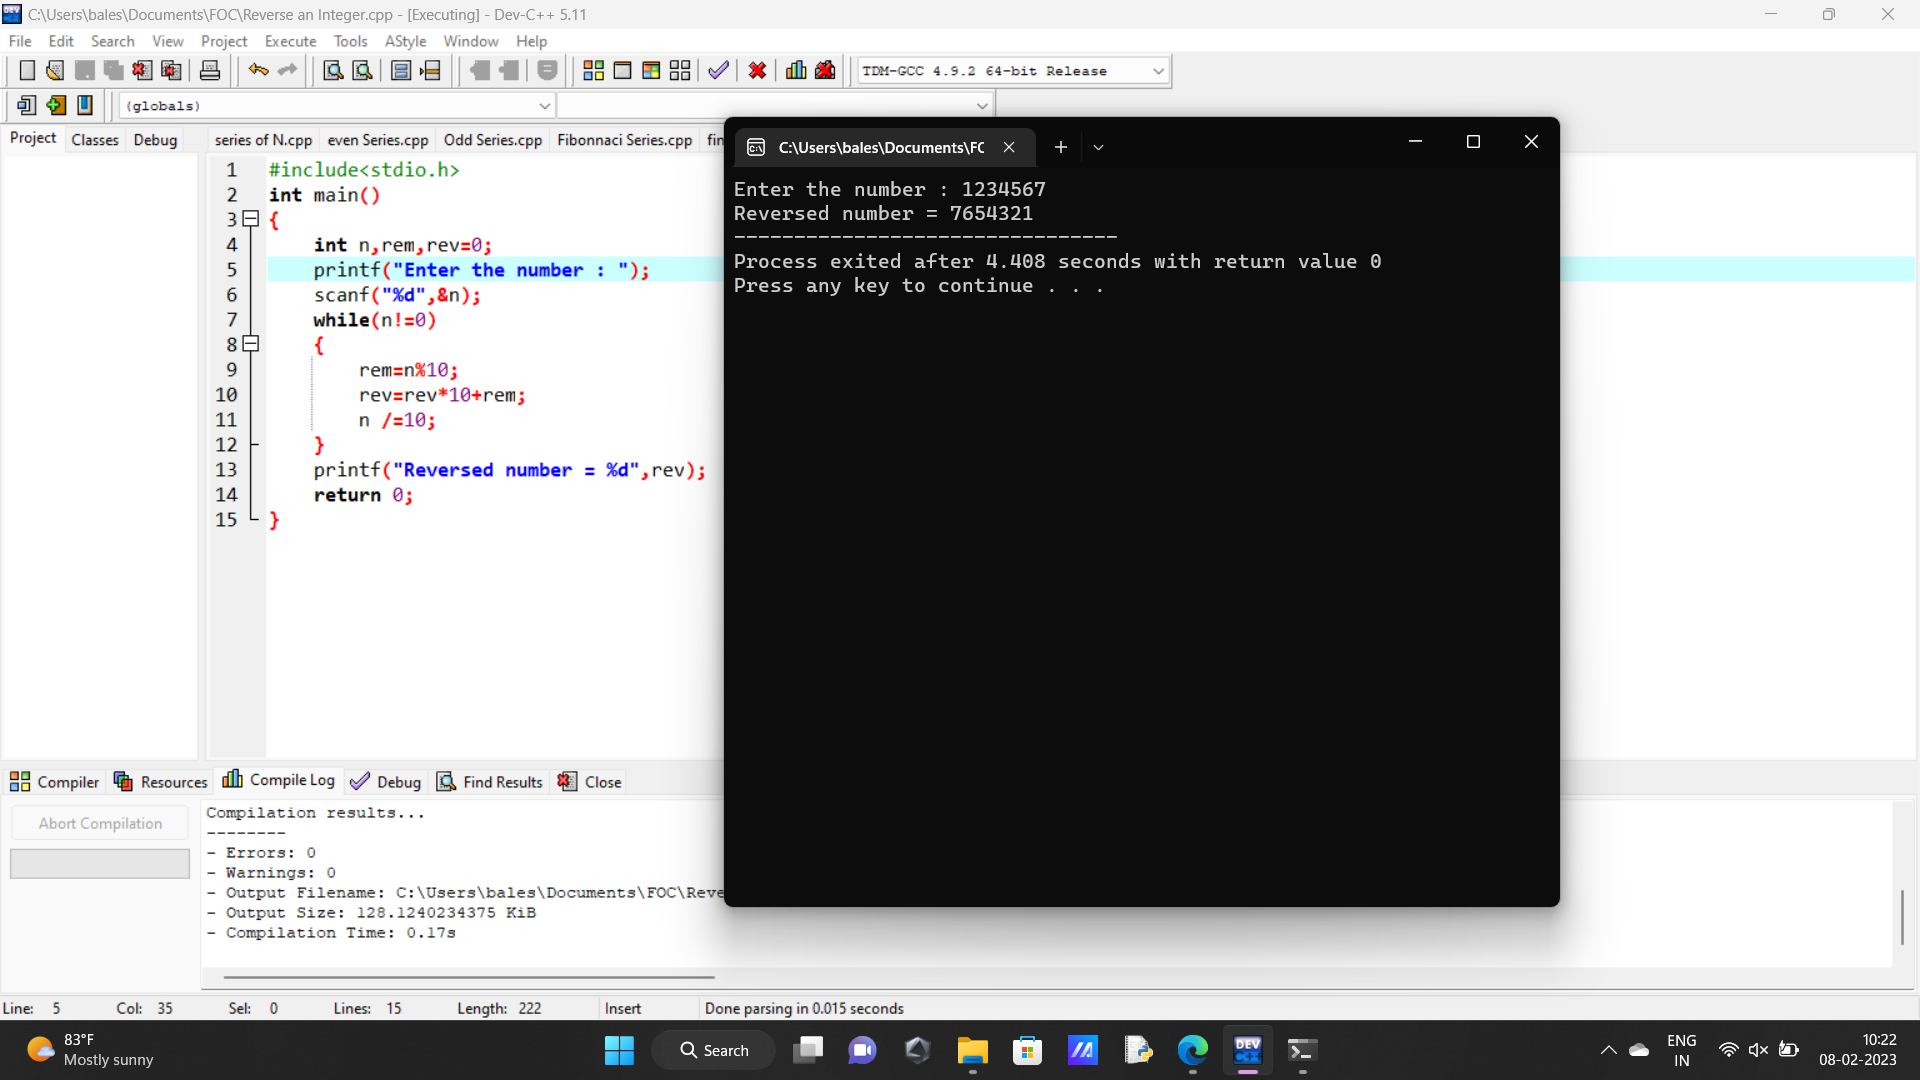 C:\Users\bales\Documents\FOC\Reverse an Integer.cpp - [Executing] - Dev-C++ 5.11
File Edit Search View Project Execute Tools AStyle Window Help
TDM-GCC 4.9.2 64-bit Release
(globals)
Project Classes Debug
series of N.cpp even Series.cpp Odd Series.cpp Fibonnaci Series.cpp fin
1 #include<stdio.h>
2 int main()
3 {
4 int n,rem,rev=0;
5 printf("Enter the number : ");
6 scanf("%d",&n);
7 while(n!=0)
8 {
9 rem=n%10;
10 rev=rev*10+rem;
11 n /=10;
12 }
13 printf("Reversed number = %d",rev);
14 return 0;
15 }
C:\Users\bales\Documents\FC
Enter the number : 1234567
Reversed number = 7654321
--------------------------------
Process exited after 4.408 seconds with return value 0
Press any key to continue . . .
Compiler Resources Compile Log Debug Find Results Close
Abort Compilation
Compilation results...
--------
- Errors: 0
- Warnings: 0
- Output Filename: C:\Users\bales\Documents\FOC\Reve
- Output Size: 128.1240234375 KiB
- Compilation Time: 0.17s
Line: 5 Col: 35 Sel: 0 Lines: 15 Length: 222 Insert Done parsing in 0.015 seconds
83°F
Mostly sunny
Search
DEV
C++
ENG
IN
10:22
08-02-2023